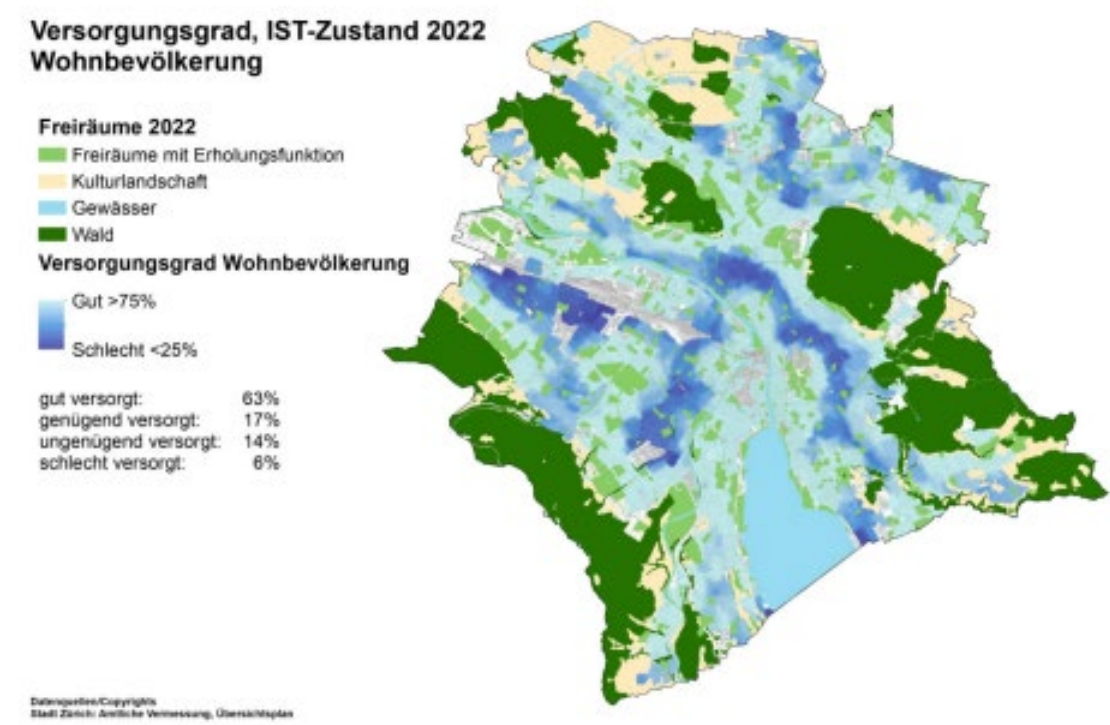 Versorgungsgrad, IST-Zustand 2022
Wohnbevölkerung
Freiräume 2022
Freiräume mit Erholungsfunktion
Kulturlandschaft
Gewässer
Wald
Versorgungsgrad Wohnbevölkerung
Gut >75%
Schlecht <25%
gut versorgt: 63%
genügend versorgt: 17%
ungenügend versorgt: 14%
schlecht versorgt: 6%
Datenquellen/Copyrights
Stadt Zürich: Amtliche Vermessung, Übersichtsplan